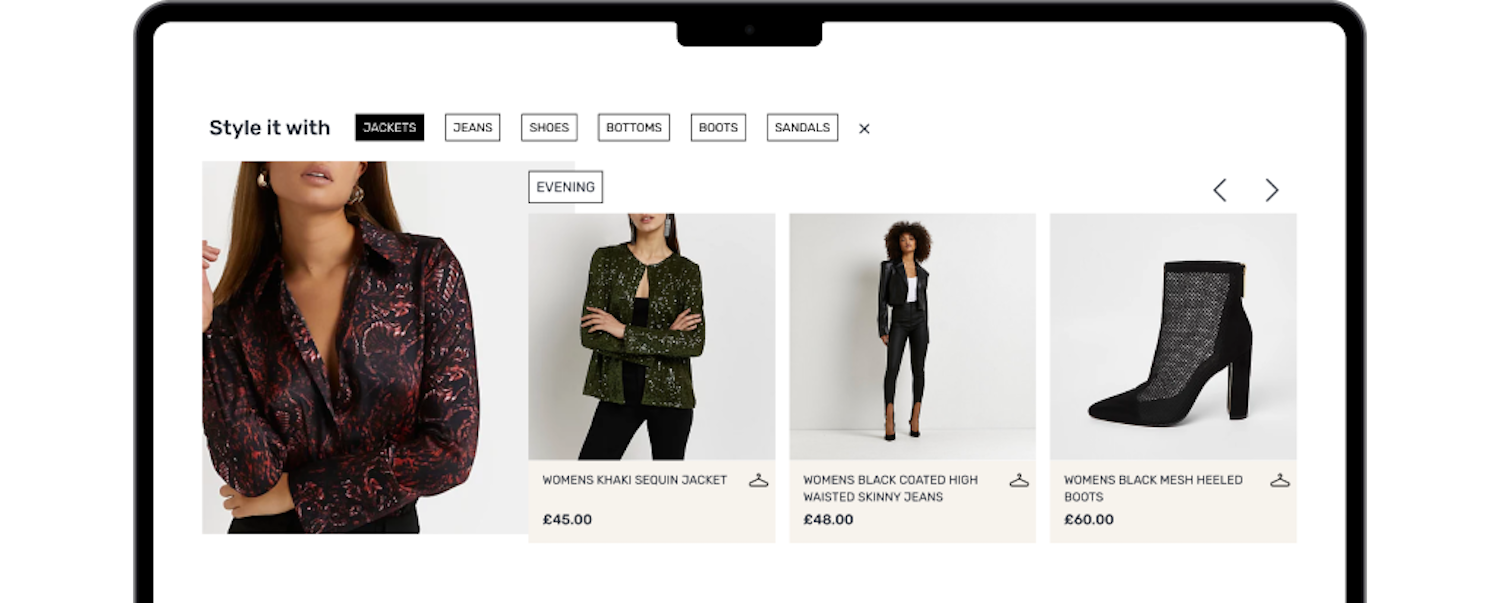 Style it with
JACKETS
JEANS
SHOES
BOTTOMS
BOOTS
SANDALS
×
EVENING
WOMENS KHAKI SEQUIN JACKET
£45.00
WOMENS BLACK COATED HIGH
WAISTED SKINNY JEANS
£48.00
WOMENS BLACK MESH HEELED
BOOTS
£60.00